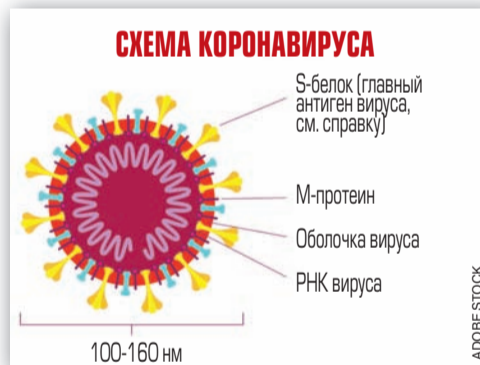 СХЕМА КОРОНАВИРУСА
S-белок (главный
антиген вируса,
см. справку)
М-протеин
Оболочка вируса
РНК вируса
100-160 нм
ADOBE STOCK